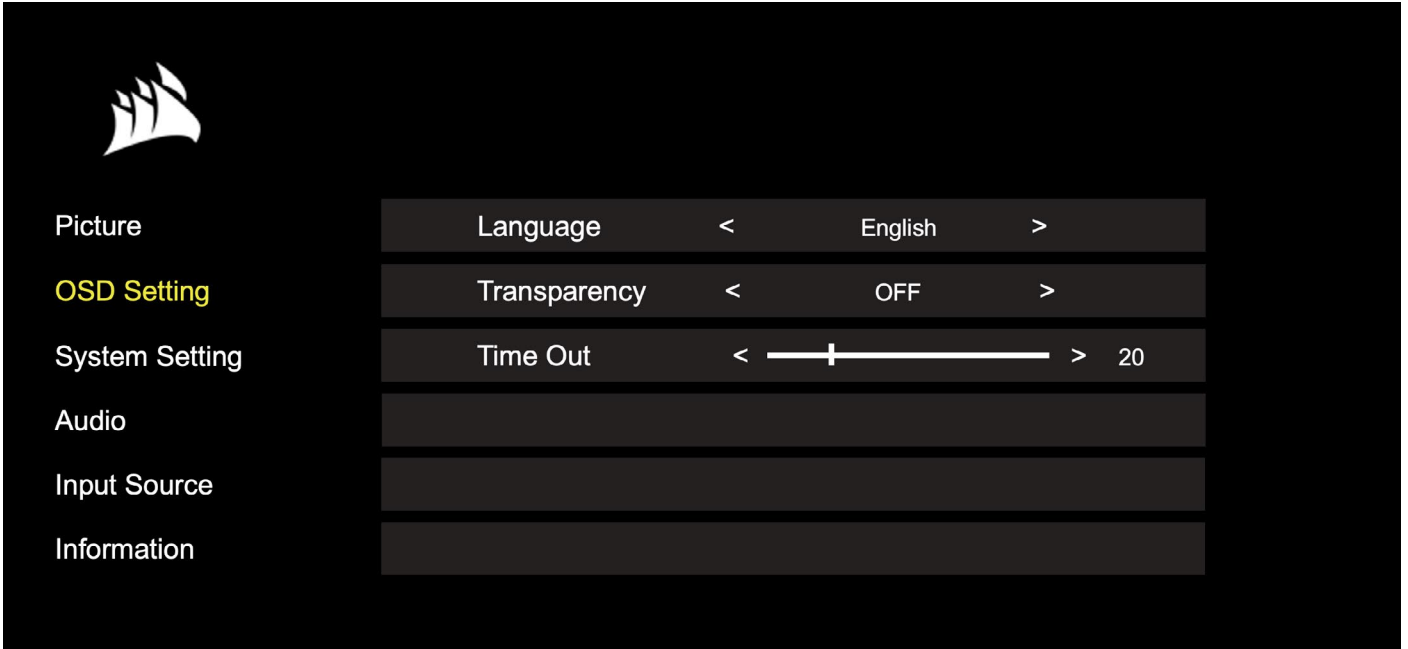 Picture Language < English >
OSD Setting Transparency < OFF >
System Setting Time Out < > 20
Audio
Input Source
Information